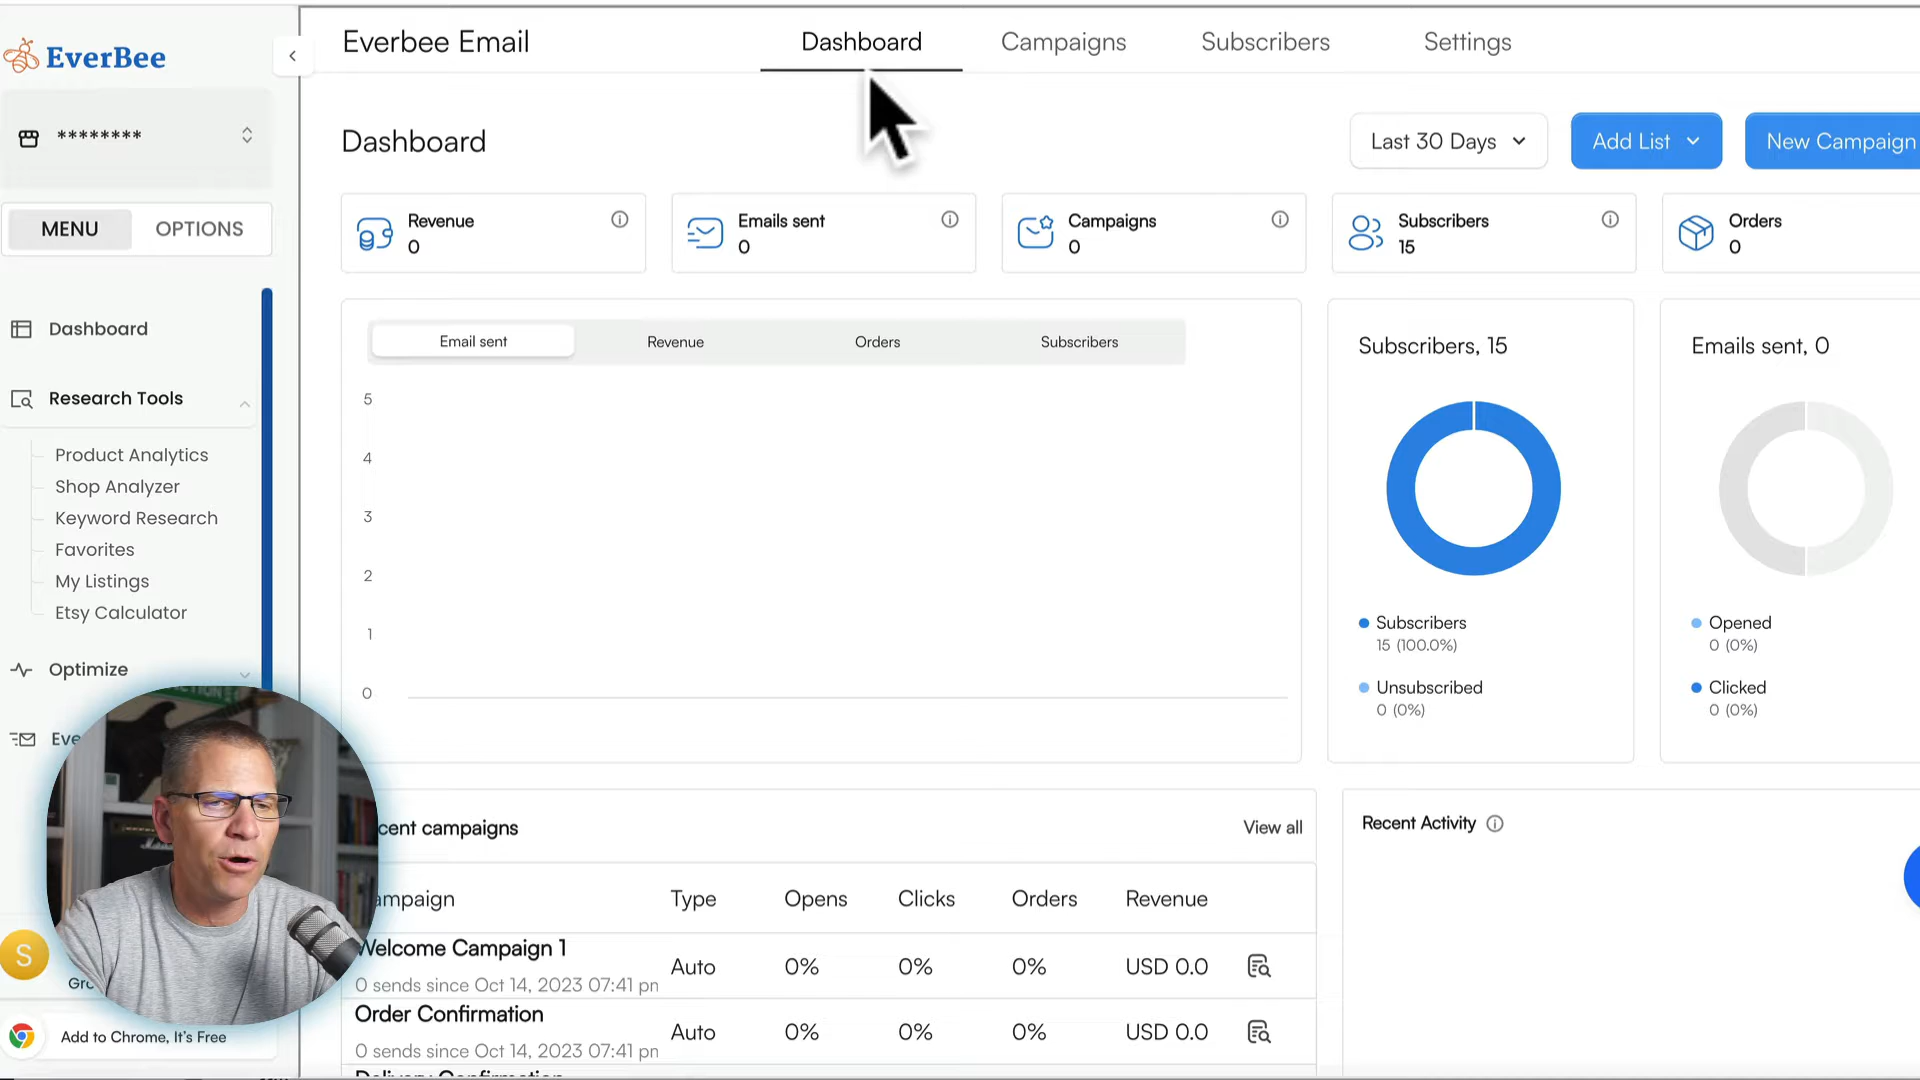 EverBee
Everbee Email
Dashboard
Campaigns
Subscribers
Settings
********
MENU
OPTIONS
Dashboard
Research Tools
Product Analytics
Shop Analyzer
Keyword Research
Favorites
My Listings
Etsy Calculator
Optimize
Eve
S
Gro
Add to Chrome, It's Free
Dashboard
Last 30 Days
Add List
New Campaign
Revenue
0
Emails sent
0
Campaigns
0
Subscribers
15
Orders
0
Email sent
Revenue
Orders
Subscribers
5
4
3
2
1
0
Subscribers, 15
Subscribers
15 (100.0%)
Unsubscribed
0 (0%)
Emails sent, 0
Opened
0 (0%)
Clicked
0 (0%)
cent campaigns
View all
ampaign
Type
Opens
Clicks
Orders
Revenue
Welcome Campaign 1
0 sends since Oct 14, 2023 07:41 pn
Auto
0%
0%
0%
USD 0.0
Order Confirmation
0 sends since Oct 14, 2023 07:41 pn
Auto
0%
0%
0%
USD 0.0
Delivery Confirmation
Recent Activity